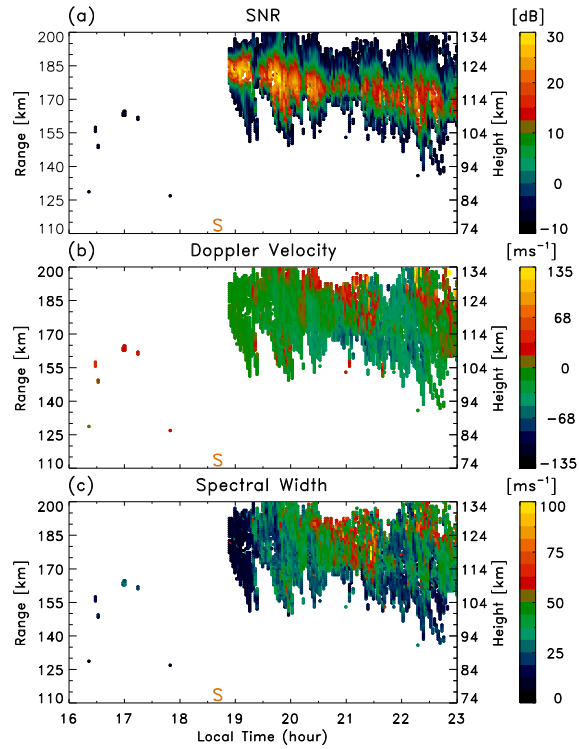 (a) SNR [dB]
200 134 30
185 124
170 114 20
155 104 10
140 94
125 84 0
110 74 -10
Range [km]
Height [km]
S
(b) Doppler Velocity [ms⁻¹]
200 134 135
185 124
170 114 68
155 104 0
140 94
125 84 -68
110 74 -135
Range [km]
Height [km]
S
(c) Spectral Width [ms⁻¹]
200 134 100
185 124
170 114 75
155 104 50
140 94
125 84 25
110 74 0
Range [km]
Height [km]
S
16 17 18 19 20 21 22 23
Local Time (hour)